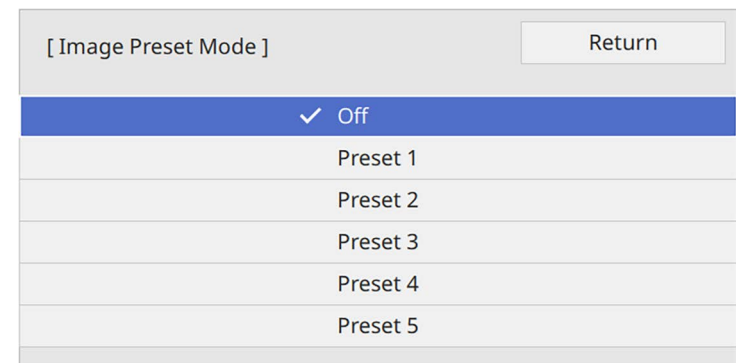 [ Image Preset Mode ]
Return
Off
Preset 1
Preset 2
Preset 3
Preset 4
Preset 5